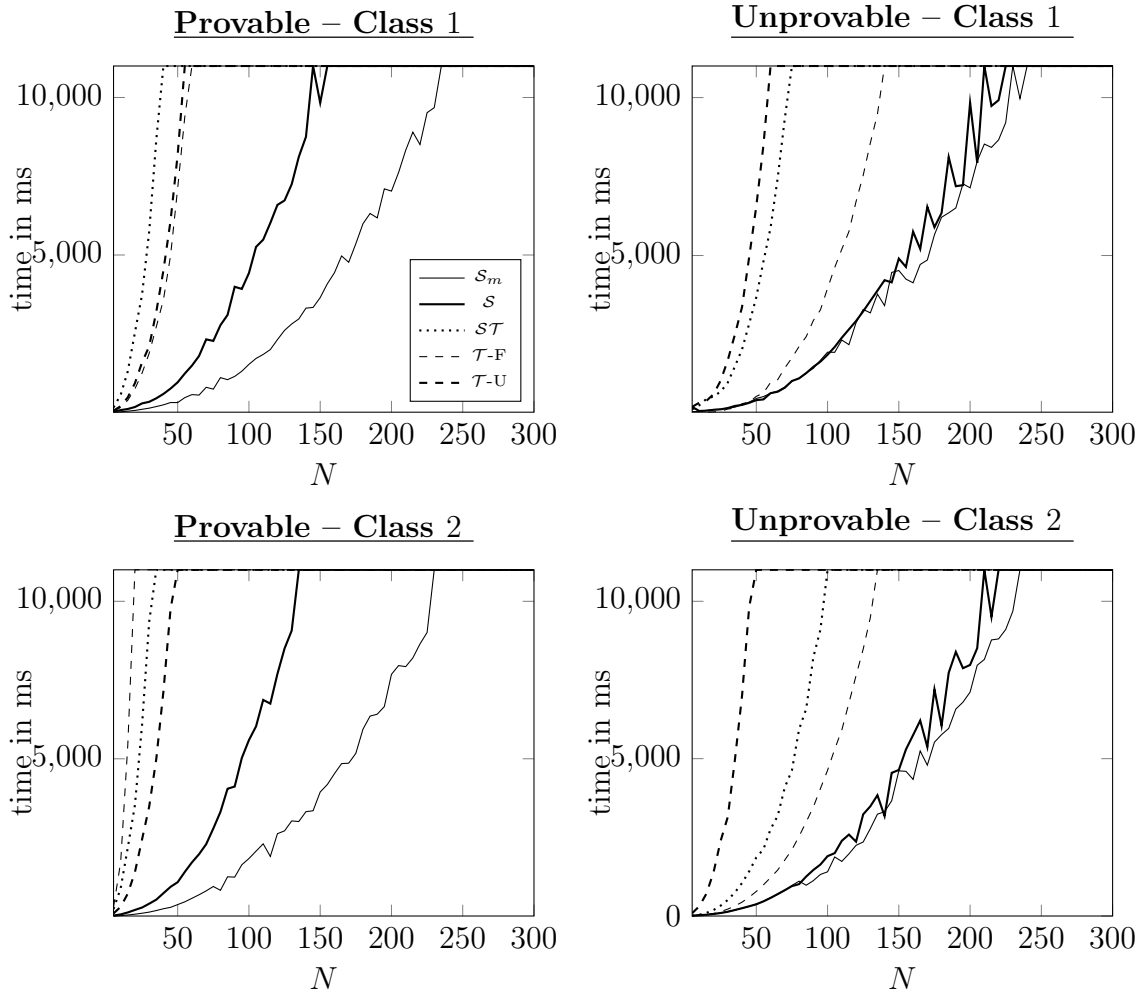 Provable – Class 1
time in ms
10,000
5,000
50 100 150 200 250 300
N
𝒮m
𝒮
𝒮𝒯
𝒯-F
𝒯-U
Unprovable – Class 1
time in ms
10,000
5,000
50 100 150 200 250 300
N
Provable – Class 2
time in ms
10,000
5,000
50 100 150 200 250 300
N
Unprovable – Class 2
time in ms
10,000
5,000
0
50 100 150 200 250 300
N